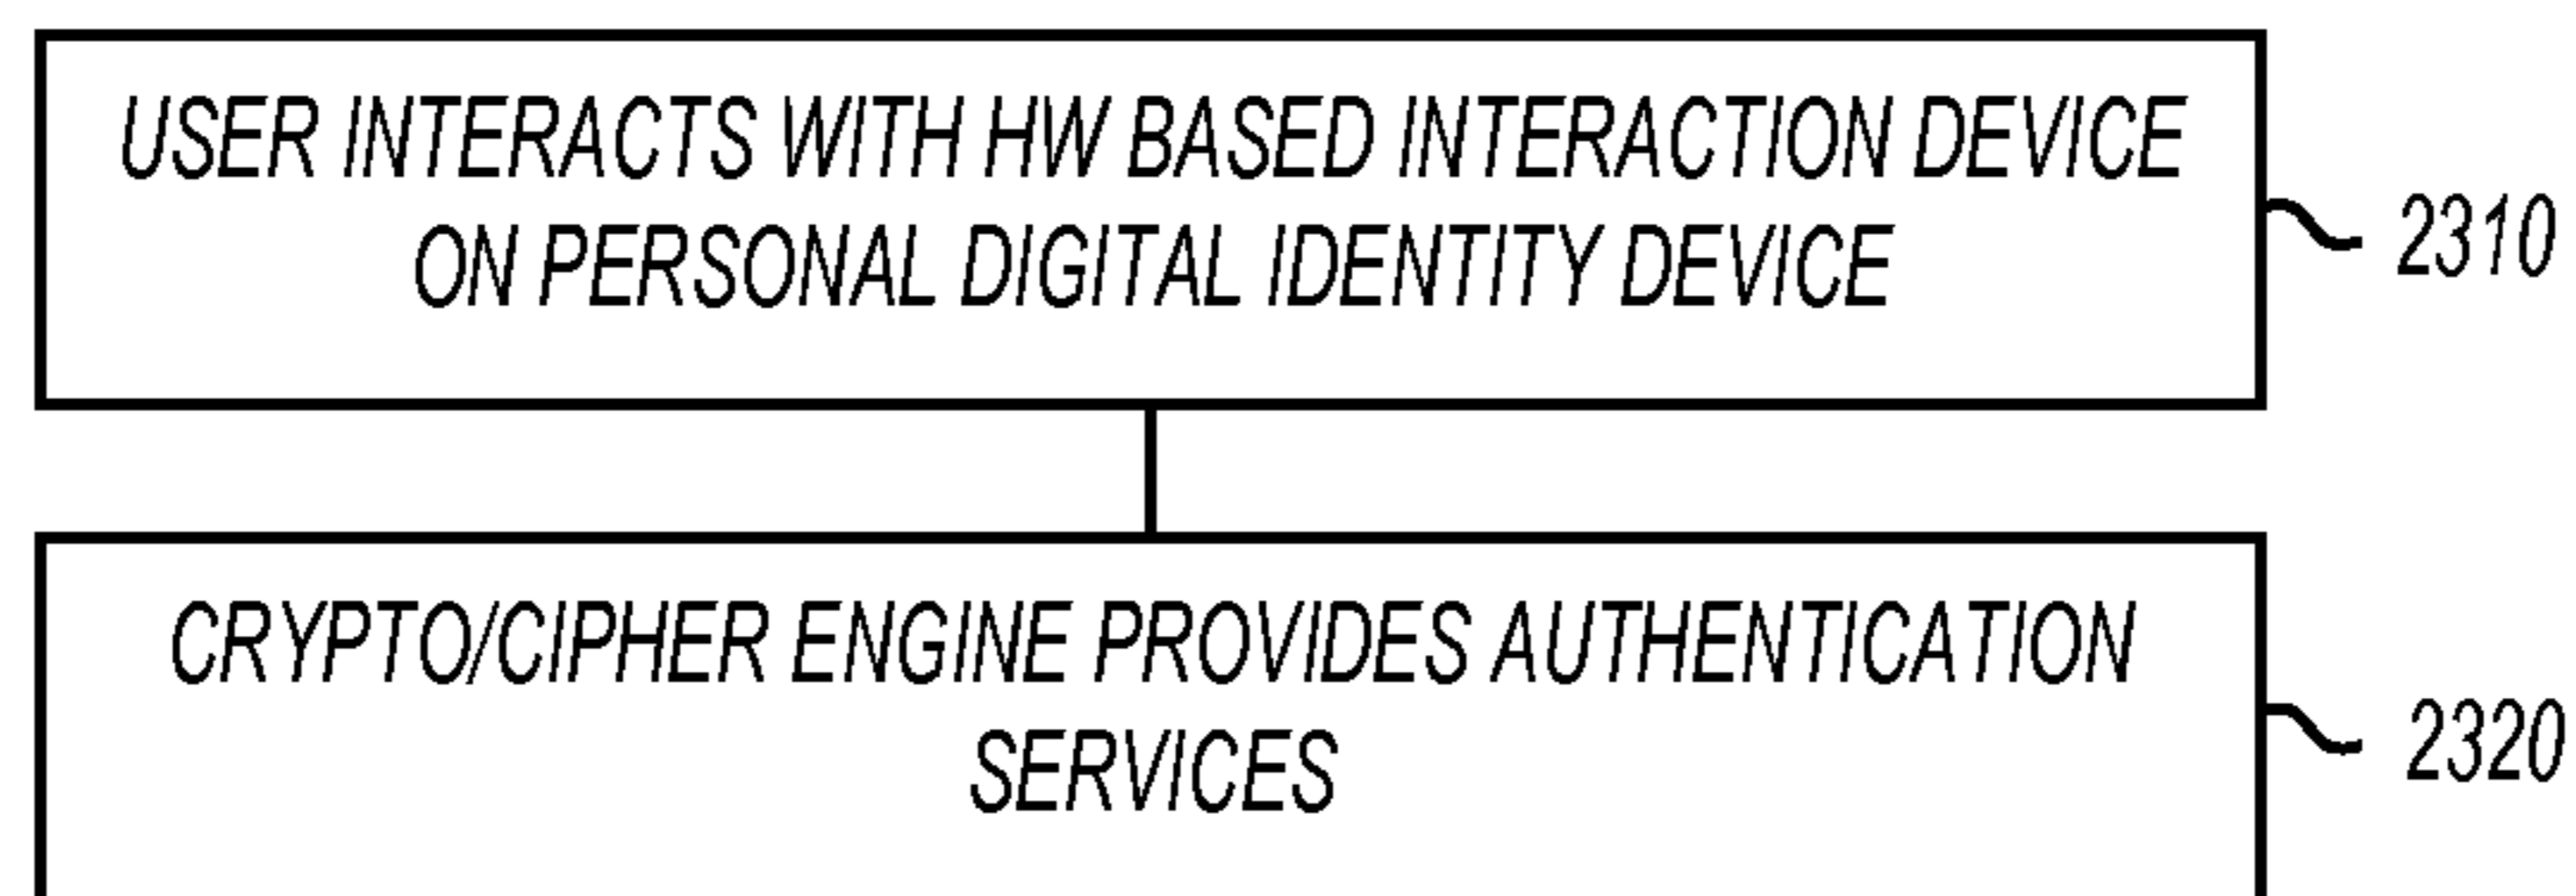 USER INTERACTS WITH HW BASED INTERACTION DEVICE
ON PERSONAL DIGITAL IDENTITY DEVICE
2310
CRYPTO/CIPHER ENGINE PROVIDES AUTHENTICATION
SERVICES
2320